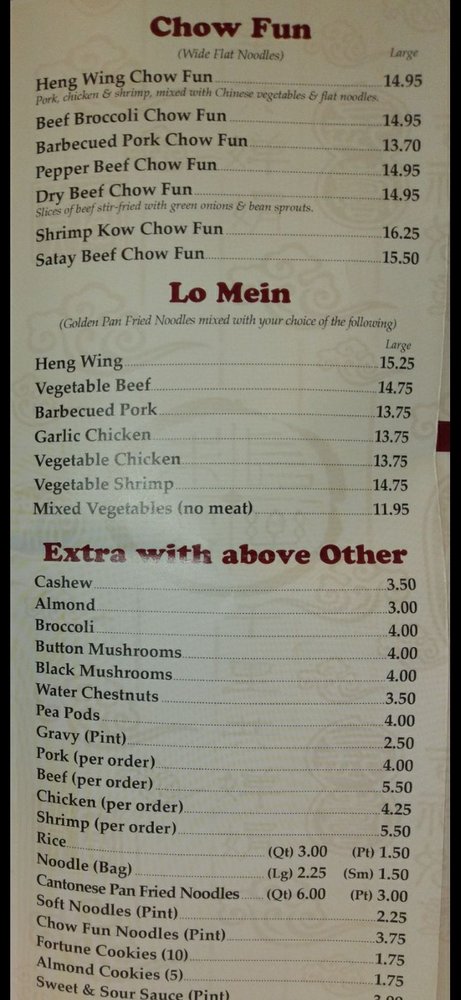 Chow Fun
(Wide Flat Noodles) Large
Heng Wing Chow Fun 14.95
Pork, chicken & shrimp, mixed with Chinese vegetables & flat noodles.
Beef Broccoli Chow Fun 14.95
Barbecued Pork Chow Fun 13.70
Pepper Beef Chow Fun 14.95
Dry Beef Chow Fun 14.95
Slices of beef stir-fried with green onions & bean sprouts.
Shrimp Kow Chow Fun 16.25
Satay Beef Chow Fun 15.50
Lo Mein
(Golden Pan Fried Noodles mixed with your choice of the following)
Large
Heng Wing 15.25
Vegetable Beef 14.75
Barbecued Pork 13.75
Garlic Chicken 13.75
Vegetable Chicken 13.75
Vegetable Shrimp 14.75
Mixed Vegetables (no meat) 11.95
Extra with above Other
Cashew 3.50
Almond 3.00
Broccoli 4.00
Button Mushrooms 4.00
Black Mushrooms 4.00
Water Chestnuts 3.50
Pea Pods 4.00
Gravy (Pint) 2.50
Pork (per order) 4.00
Beef (per order) 5.50
Chicken (per order) 4.25
Shrimp (per order) 5.50
Rice (Qt) 3.00 (Pt) 1.50
Noodle (Bag) (Lg) 2.25 (Sm) 1.50
Cantonese Pan Fried Noodles (Qt) 6.00 (Pt) 3.00
Soft Noodles (Pint) 2.25
Chow Fun Noodles (Pint) 3.75
Fortune Cookies (10) 1.75
Almond Cookies (5) 1.75
Sweet & Sour Sauce (Pint)